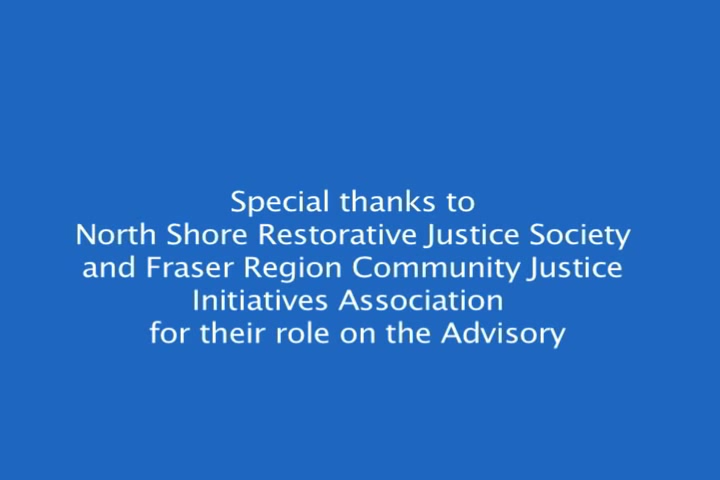 Special thanks to
North Shore Restorative Justice Society
and Fraser Region Community Justice
Initiatives Association
for their role on the Advisory